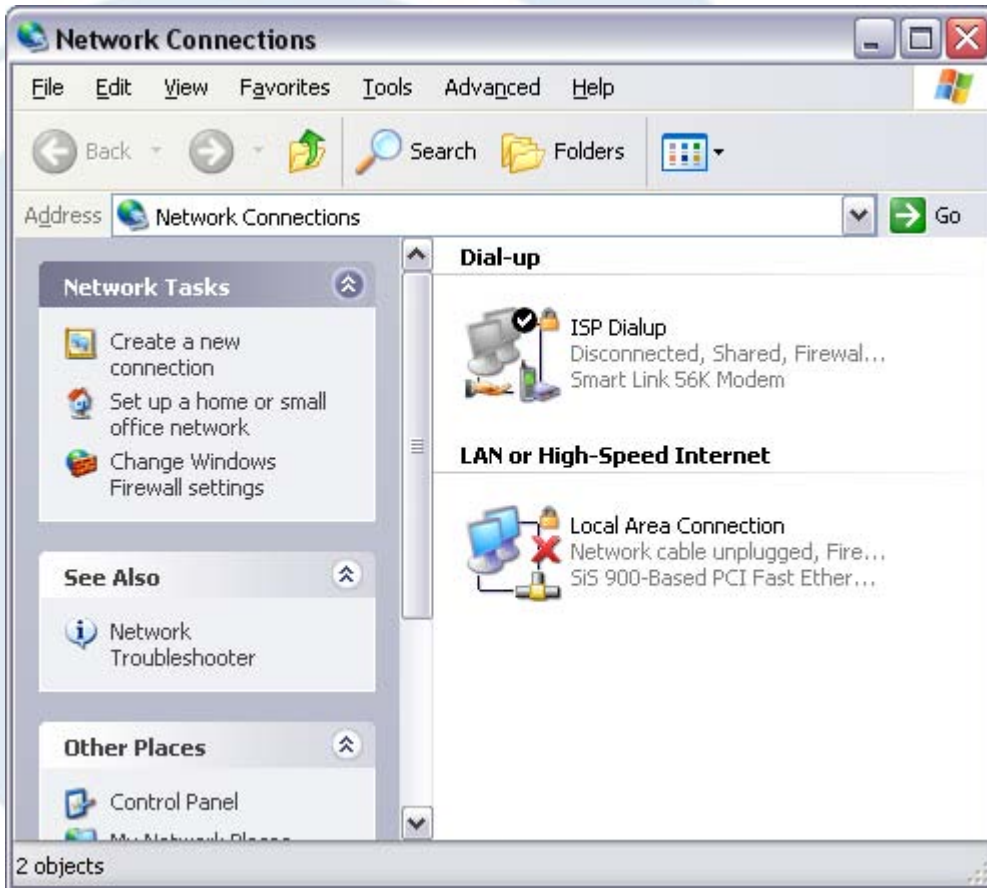 Network Connections
File Edit View Favorites Tools Advanced Help
Back Search Folders
Address Network Connections Go
Network Tasks
Create a new
connection
Set up a home or small
office network
Change Windows
Firewall settings
See Also
Network
Troubleshooter
Other Places
Control Panel
My Network Places
Dial-up
ISP Dialup
Disconnected, Shared, Firewal...
Smart Link 56K Modem
LAN or High-Speed Internet
Local Area Connection
Network cable unplugged, Fire...
SiS 900-Based PCI Fast Ether...
2 objects